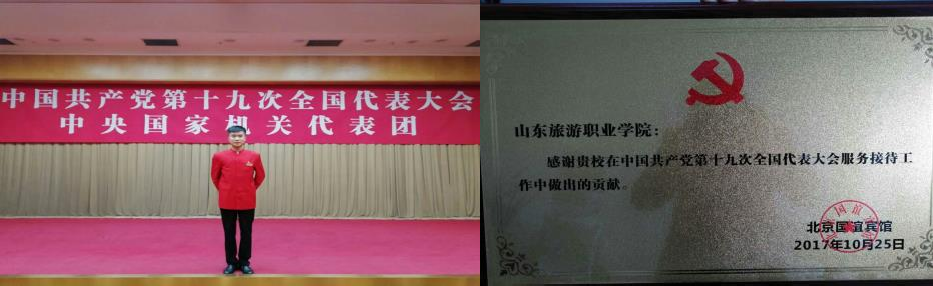 中国共产党第十九次全国代表大会
中央国家机关代表团
山东旅游职业学院：
感谢贵校在中国共产党第十九次全国代表大会服务接待工
作中做出的贡献。
北京国谊宾馆
2017年10月25日